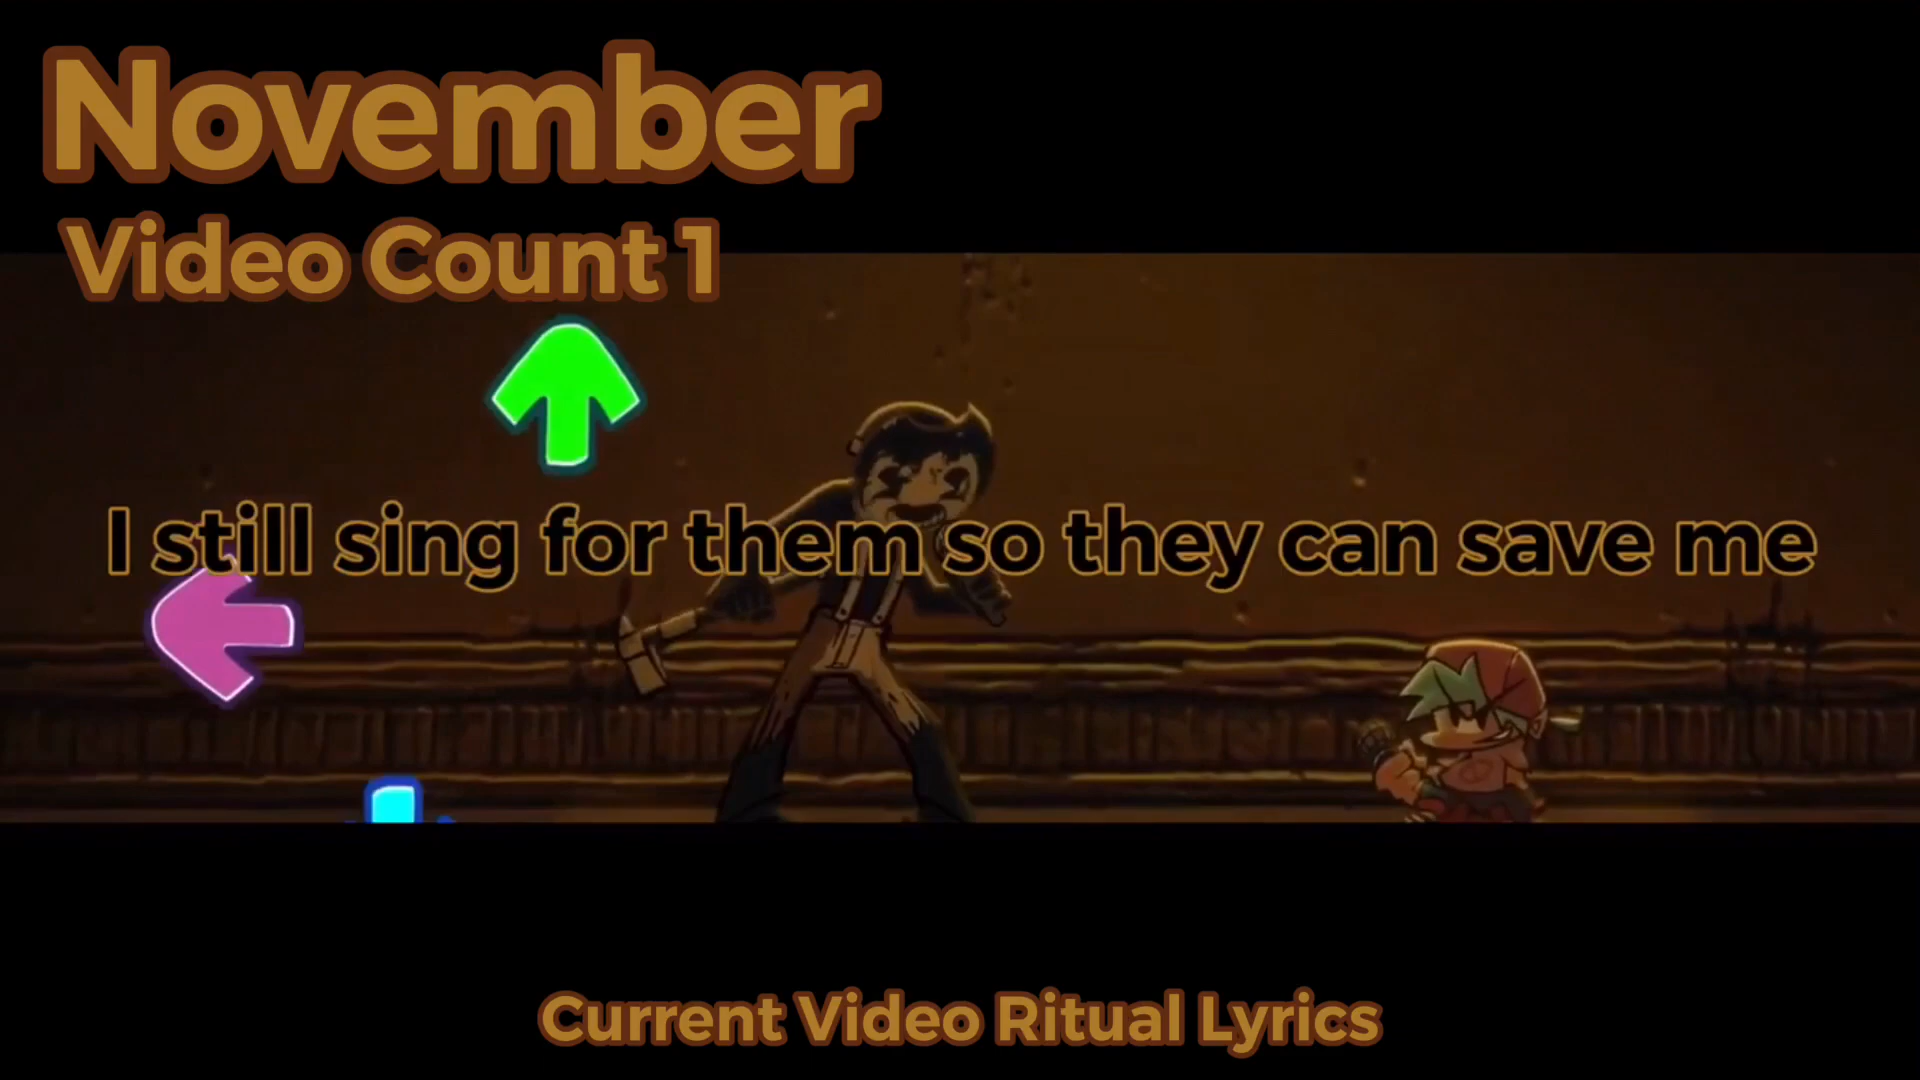 November
Video Count 1
I still sing for them so they can save me
Current Video Ritual Lyrics